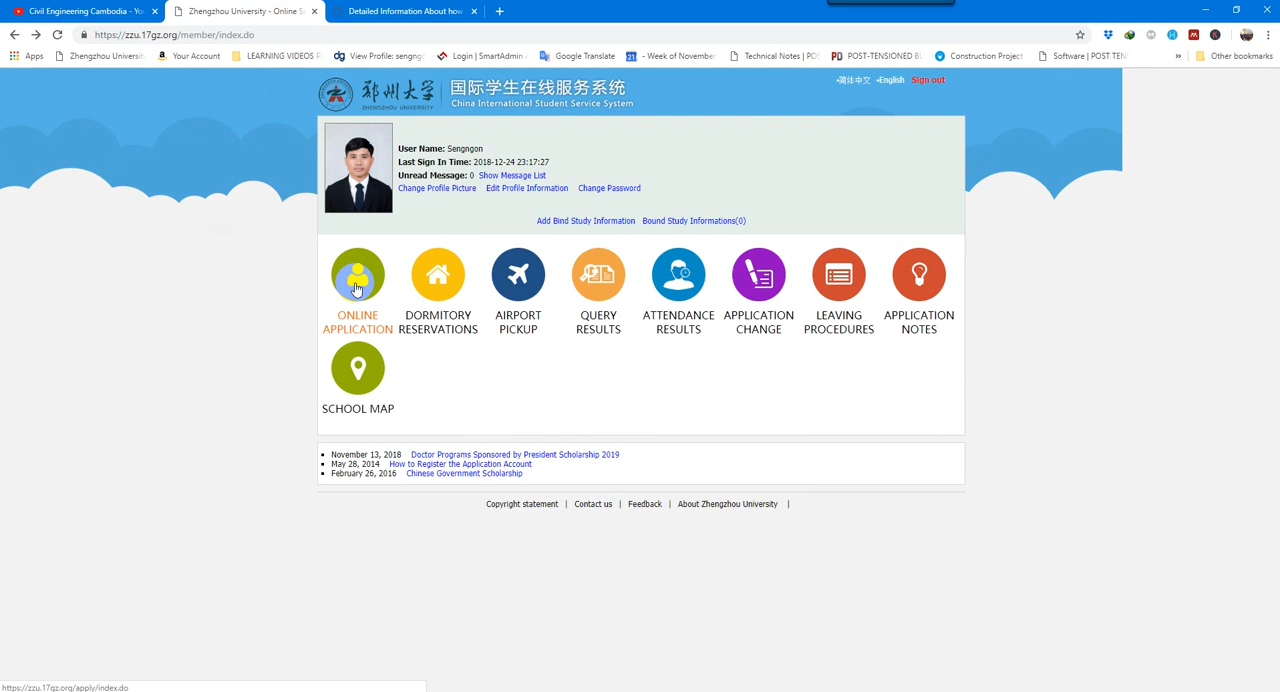 Civil Engineering Cambodia - Yo
Zhengzhou University - Online S
Detailed Information About how
https://zzu.17gz.org/member/index.do
Apps
Zhengzhou Universit
Your Account
LEARNING VIDEOS P
View Profile: sengng
Login | SmartAdmin
Google Translate
- Week of November
Technical Notes | PO
POST-TENSIONED BU
Construction Project
Software | POST TEN
»
Other bookmarks
郑州大学
ZHENGZHOU UNIVERSITY
国际学生在线服务系统
China International Student Service System
•简体中文 •English Sign out
User Name: Sengngon
Last Sign In Time: 2018-12-24 23:17:27
Unread Message: 0 Show Message List
Change Profile Picture Edit Profile Information Change Password
Add Bind Study Information Bound Study Informations(0)
ONLINE APPLICATION
DORMITORY RESERVATIONS
AIRPORT PICKUP
QUERY RESULTS
ATTENDANCE RESULTS
APPLICATION CHANGE
LEAVING PROCEDURES
APPLICATION NOTES
SCHOOL MAP
November 13, 2018 Doctor Programs Sponsored by President Scholarship 2019
May 28, 2014 How to Register the Application Account
February 26, 2016 Chinese Government Scholarship
Copyright statement | Contact us | Feedback | About Zhengzhou University |
https://zzu.17gz.org/apply/index.do